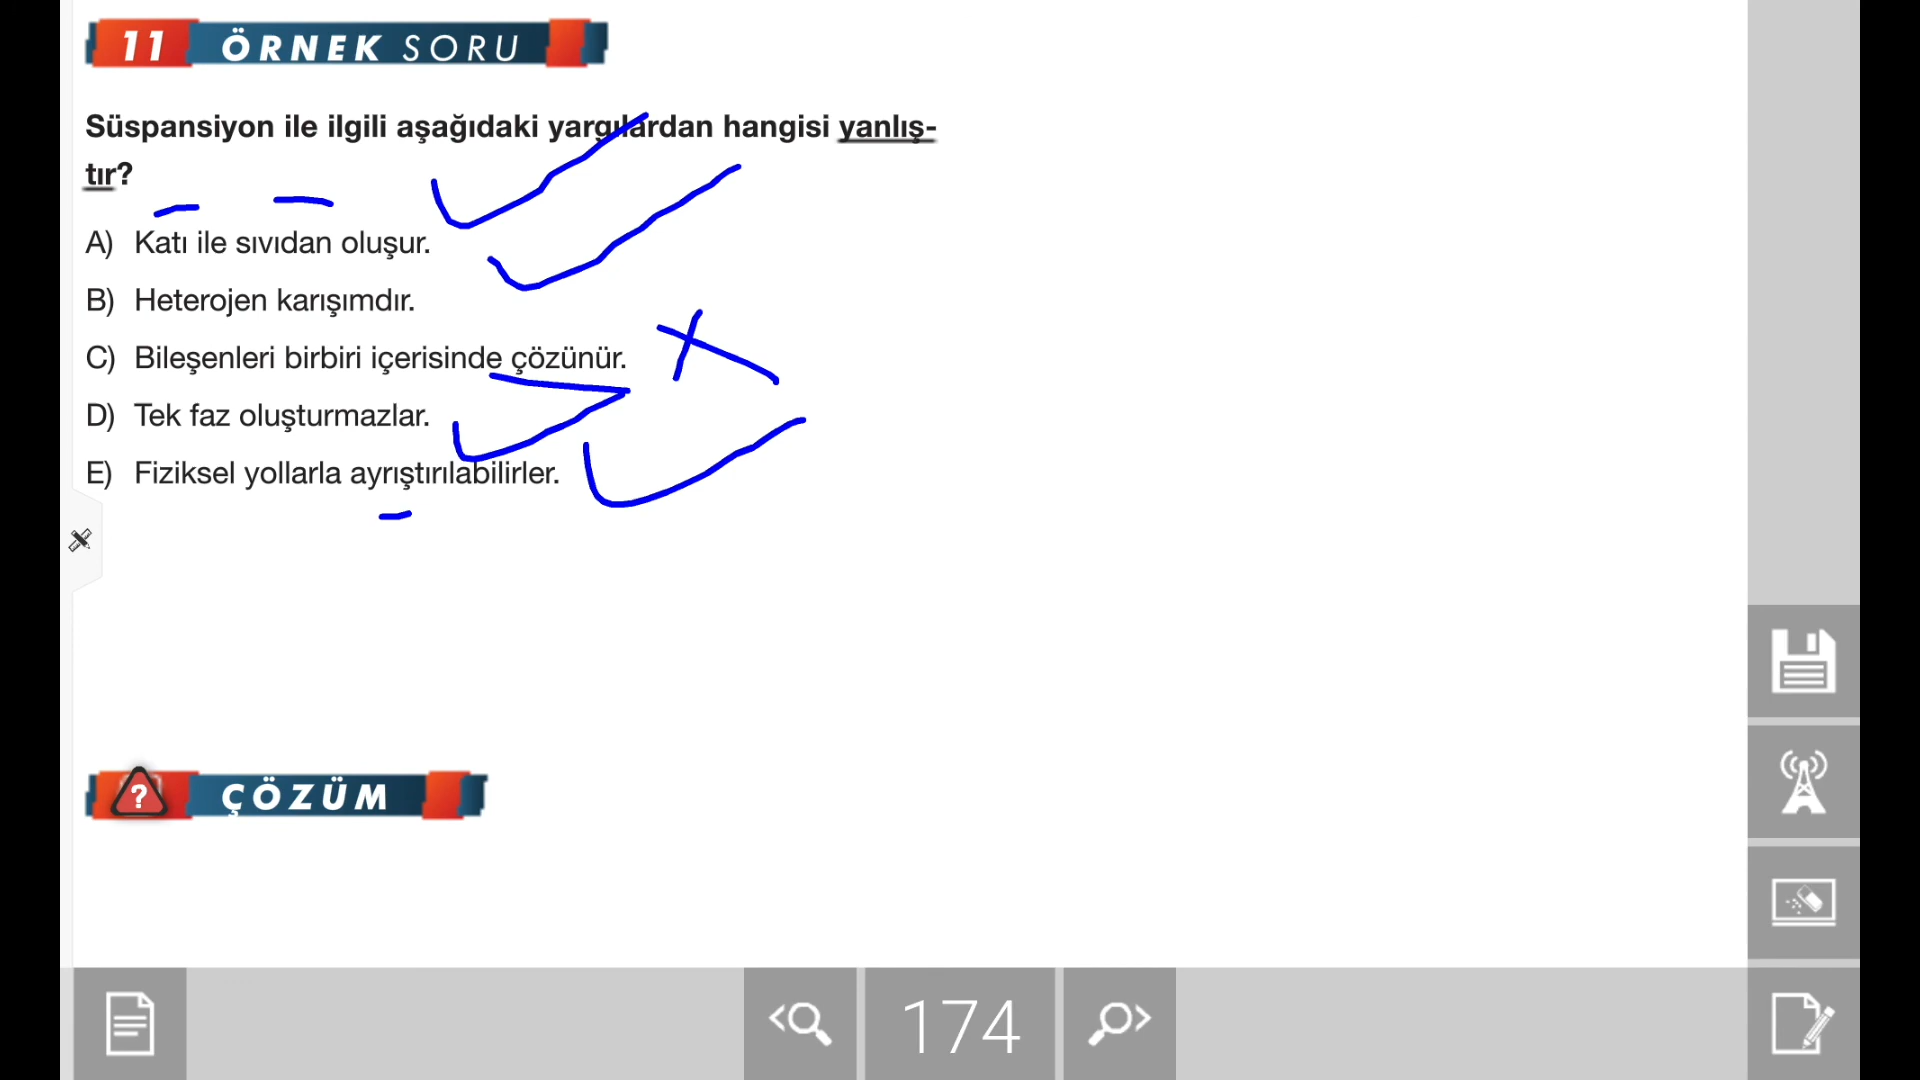 11 ÖRNEK SORU
Süspansiyon ile ilgili aşağıdaki yargılardan hangisi yanlış-
tır?
A) Katı ile sıvıdan oluşur.
B) Heterojen karışımdır.
C) Bileşenleri birbiri içerisinde çözünür.
D) Tek faz oluşturmazlar.
E) Fiziksel yollarla ayrıştırılabilirler.
? ÇÖZÜM
174